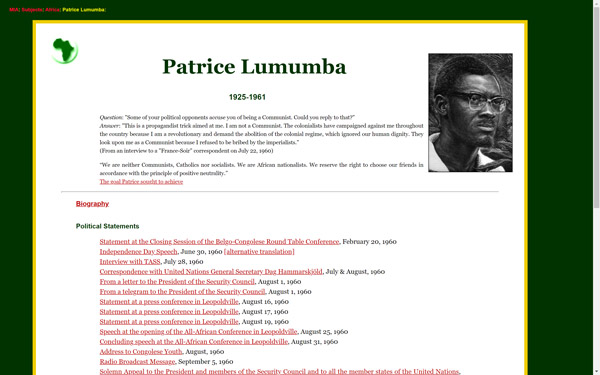 MIA: Subjects: Africa: Patrice Lumumba:
Patrice Lumumba
1925-1961
Question: "Some of your political opponents accuse you of being a Communist. Could you reply to that?"
Answer: "This is a propagandist trick aimed at me. I am not a Communist. The colonialists have campaigned against me throughout
the country because I am a revolutionary and demand the abolition of the colonial regime, which ignored our human dignity. They
look upon me as a Communist because I refused to be bribed by the imperialists."
(From an interview to a "France-Soir" correspondent on July 22, 1960)
"We are neither Communists, Catholics nor socialists. We are African nationalists. We reserve the right to choose our friends in
accordance with the principle of positive neutrality."
The goal Patrice sought to achieve
Biography
Political Statements
Statement at the Closing Session of the Belgo-Congolese Round Table Conference, February 20, 1960
Independence Day Speech, June 30, 1960 [alternative translation]
Interview with TASS, July 28, 1960
Correspondence with United Nations General Secretary Dag Hammarskjöld, July & August, 1960
From a letter to the President of the Security Council, August 1, 1960
From a telegram to the President of the Security Council, August 1, 1960
Statement at a press conference in Leopoldville, August 16, 1960
Statement at a press conference in Leopoldville, August 17, 1960
Statement at a press conference in Leopoldville, August 19, 1960
Speech at the opening of the All-African Conference in Leopoldville, August 25, 1960
Concluding speech at the All-African Conference in Leopoldville, August 31, 1960
Address to Congolese Youth, August, 1960
Radio Broadcast Message, September 5, 1960
Solemn Appeal to the President and members of the Security Council and to all the member States of the United Nations,